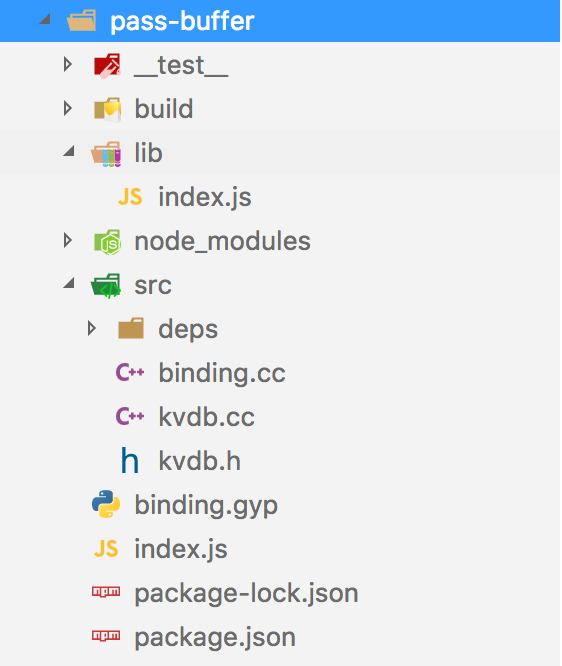 pass-buffer
__test__
build
lib
JS index.js
node_modules
src
deps
C++ binding.cc
C++ kvdb.cc
h kvdb.h
binding.gyp
JS index.js
package-lock.json
package.json